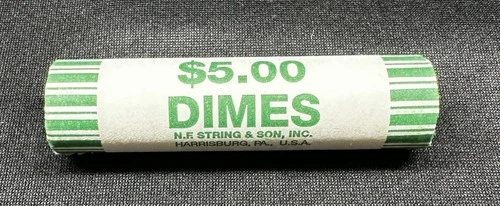 $5.00
DIMES
N.F. STRING & SON, INC.
HARRISBURG, PA., U.S.A.